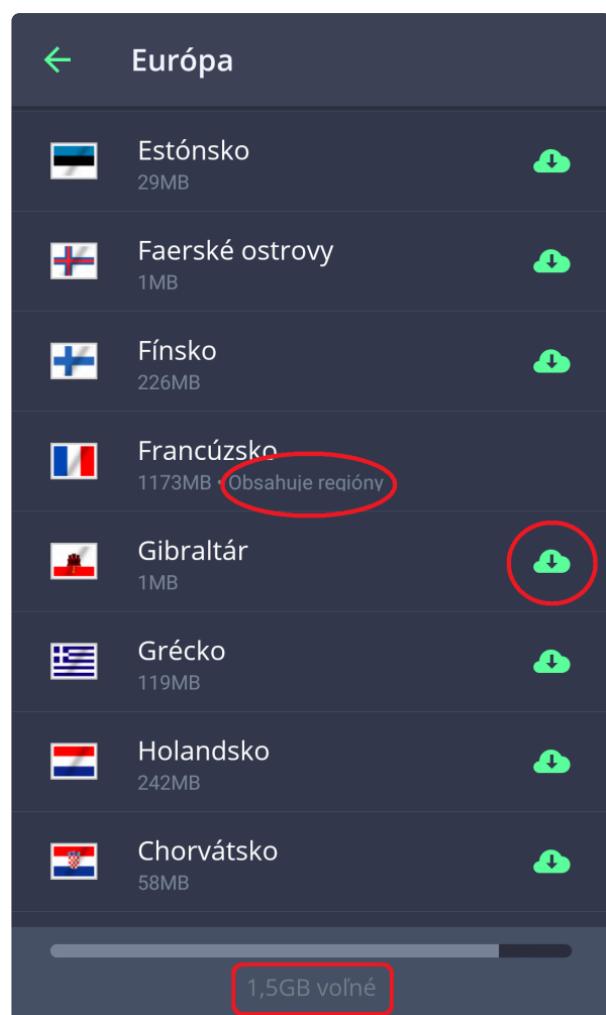 Európa
Estónsko
29MB
Faerské ostrovy
1MB
Fínsko
226MB
Francúzsko
1173MB • Obsahuje regióny
Gibraltár
1MB
Grécko
119MB
Holandsko
242MB
Chorvátsko
58MB
1,5GB voľné